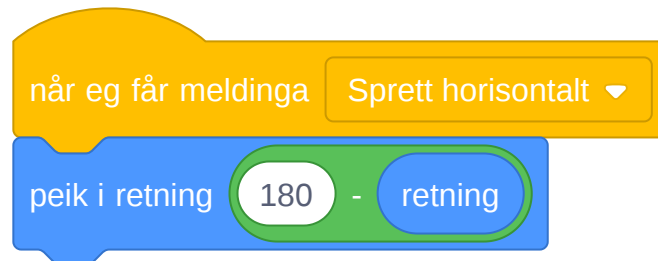 når eg får meldinga Sprett horisontalt
peik i retning 180 - retning